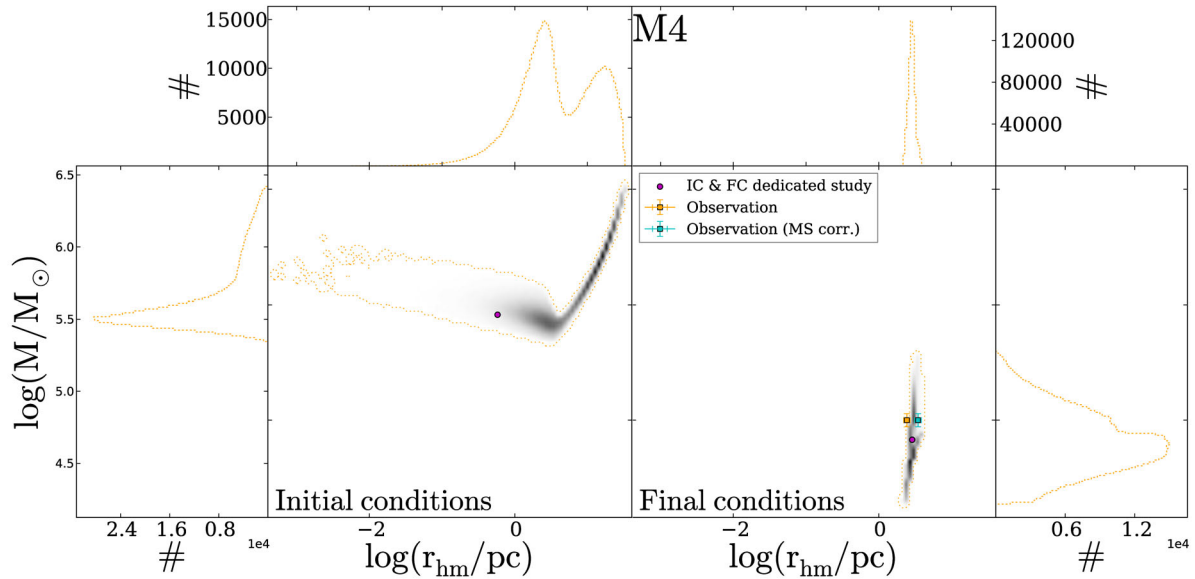 15000
10000
5000
#
M4
120000
80000
40000
#
6.5
6.0
5.5
5.0
4.5
log(M/M⊙)
IC & FC dedicated study
Observation
Observation (MS corr.)
Initial conditions
Final conditions
2.4 1.6 0.8
1e4
#
−2 0
log(r_hm/pc)
−2 0
log(r_hm/pc)
0.6 1.2
1e4
#